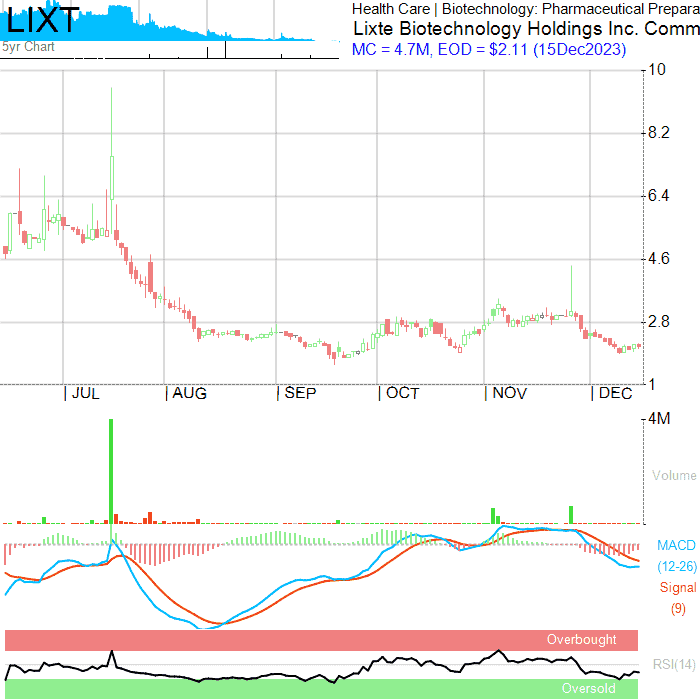 LIXT
5yr Chart
Health Care | Biotechnology: Pharmaceutical Prepara
Lixte Biotechnology Holdings Inc. Comm
MC = 4.7M, EOD = $2.11 (15Dec2023)
10
8.2
6.4
4.6
2.8
1
| JUL | AUG | SEP | OCT | NOV | DEC
4M
Volume
MACD
(12-26)
Signal
(9)
Overbought
RSI(14)
Oversold